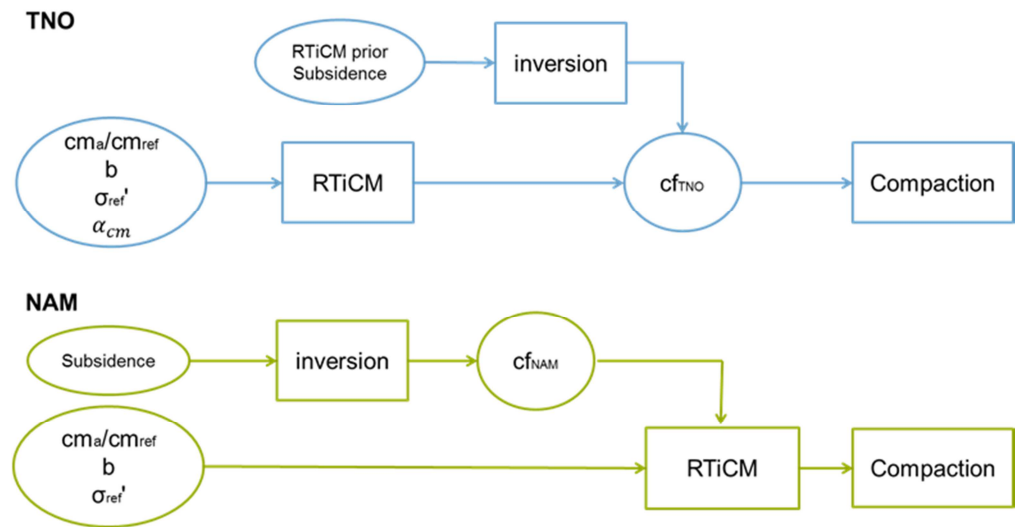 TNO
RTiCM prior
Subsidence
inversion
cma/cmref
b
σref'
αcm
RTiCM
cfTNO
Compaction
NAM
Subsidence
inversion
cfNAM
cma/cmref
b
σref'
RTiCM
Compaction